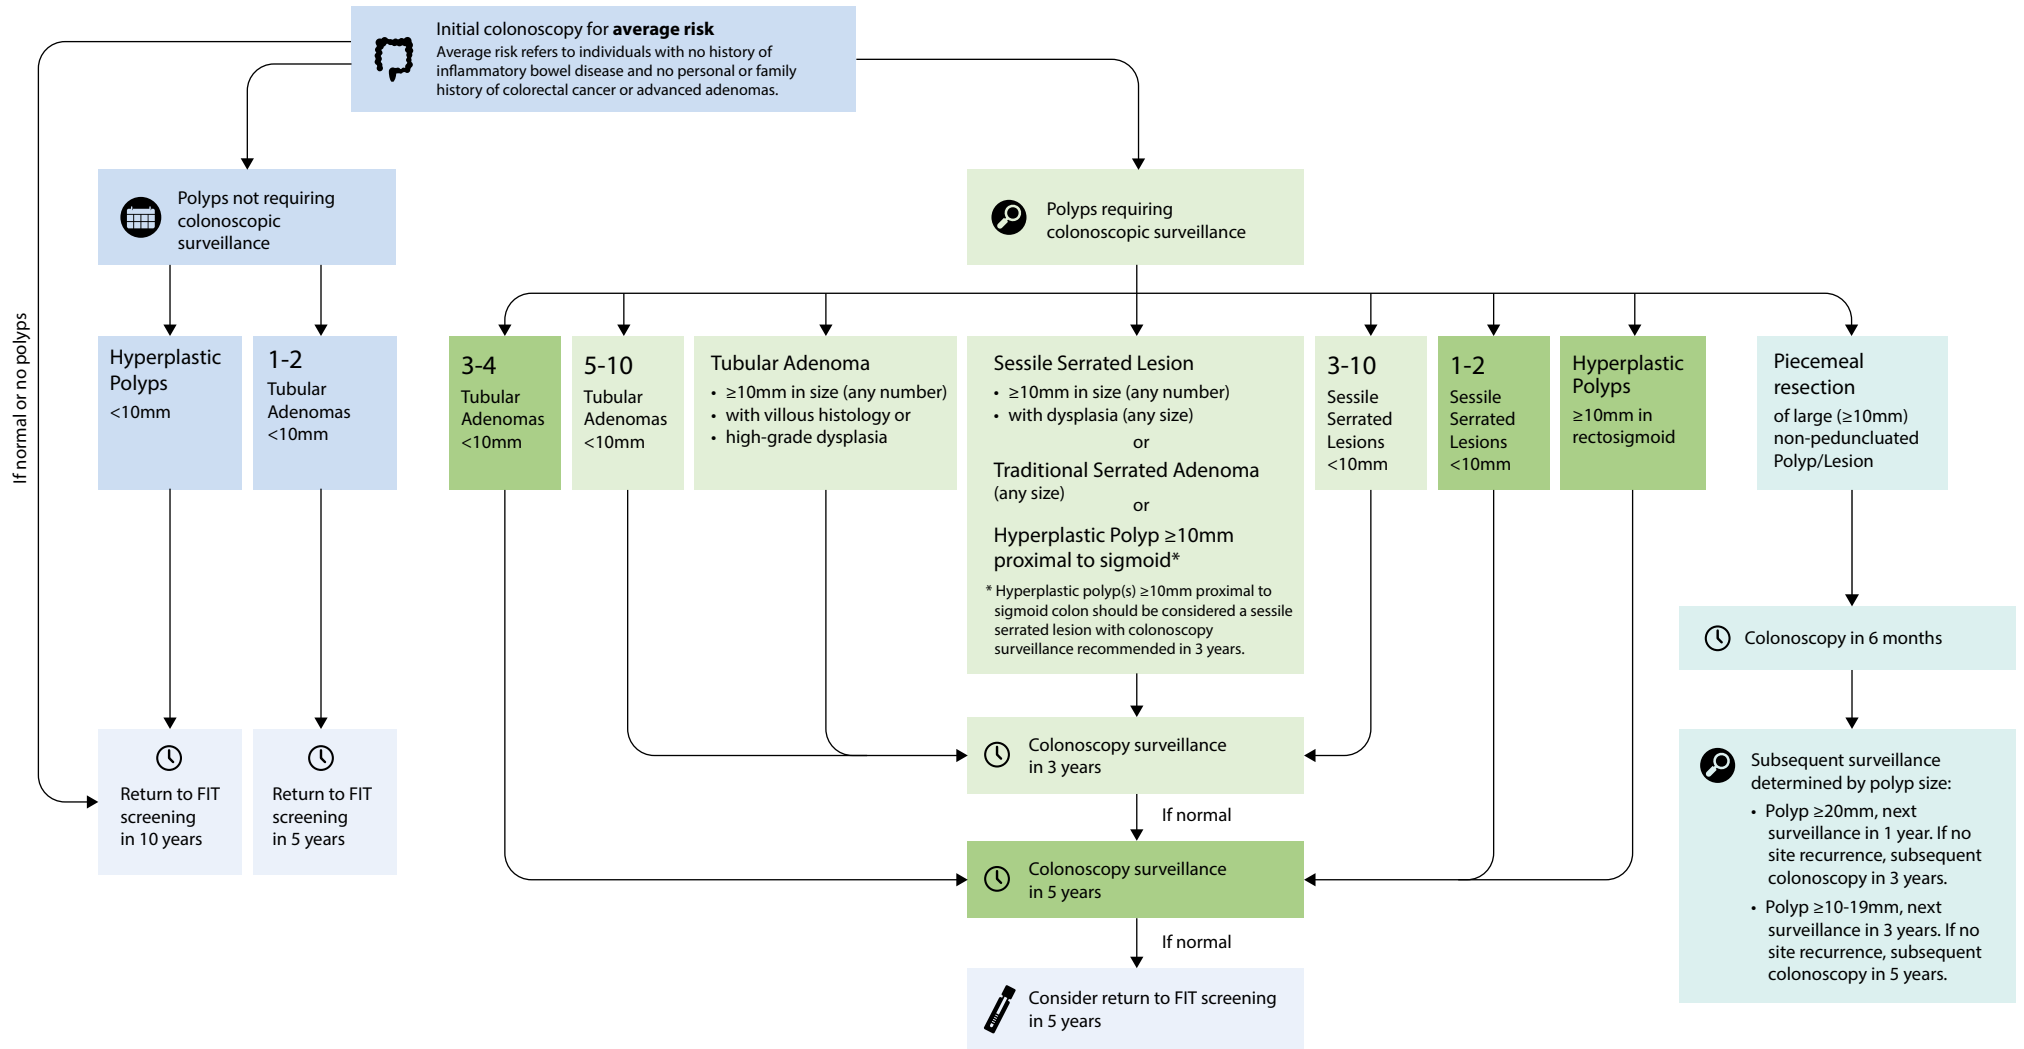 Initial colonoscopy for average risk
Average risk refers to individuals with no history of
inflammatory bowel disease and no personal or family
history of colorectal cancer or advanced adenomas.
If normal or no polyps
Polyps not requiring
colonoscopic
surveillance
Polyps requiring
colonoscopic surveillance
Hyperplastic
Polyps
<10mm
1-2
Tubular
Adenomas
<10mm
3-4
Tubular
Adenomas
<10mm
5-10
Tubular
Adenomas
<10mm
Tubular Adenoma
• ≥10mm in size (any number)
• with villous histology or
• high-grade dysplasia
Sessile Serrated Lesion
• ≥10mm in size (any number)
• with dysplasia (any size)
or
Traditional Serrated Adenoma
(any size)
or
Hyperplastic Polyp ≥10mm
proximal to sigmoid*
* Hyperplastic polyp(s) ≥10mm proximal to
sigmoid colon should be considered a sessile
serrated lesion with colonoscopy
surveillance recommended in 3 years.
3-10
Sessile
Serrated
Lesions
<10mm
1-2
Sessile
Serrated
Lesions
<10mm
Hyperplastic
Polyps
≥10mm in
rectosigmoid
Piecemeal
resection
of large (≥10mm)
non-peduncluated
Polyp/Lesion
Return to FIT
screening
in 10 years
Return to FIT
screening
in 5 years
Colonoscopy surveillance
in 3 years
If normal
Colonoscopy surveillance
in 5 years
If normal
Consider return to FIT screening
in 5 years
Colonoscopy in 6 months
Subsequent surveillance
determined by polyp size:
• Polyp ≥20mm, next
surveillance in 1 year. If no
site recurrence, subsequent
colonoscopy in 3 years.
• Polyp ≥10-19mm, next
surveillance in 3 years. If no
site recurrence, subsequent
colonoscopy in 5 years.